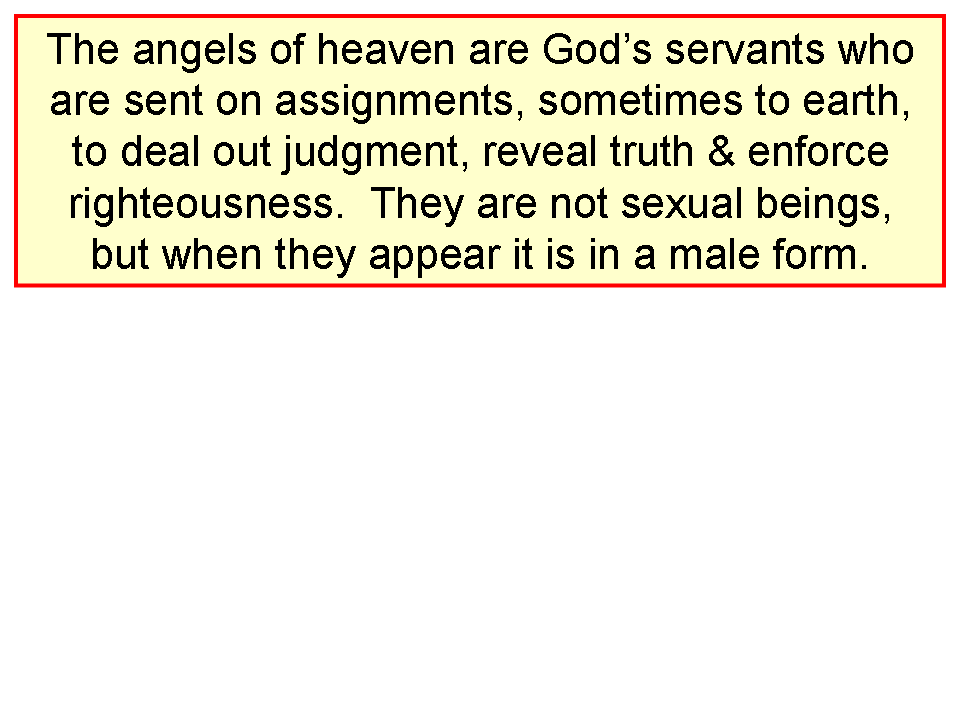 The angels of heaven are God’s servants who
are sent on assignments, sometimes to earth,
to deal out judgment, reveal truth & enforce
righteousness.  They are not sexual beings,
but when they appear it is in a male form.